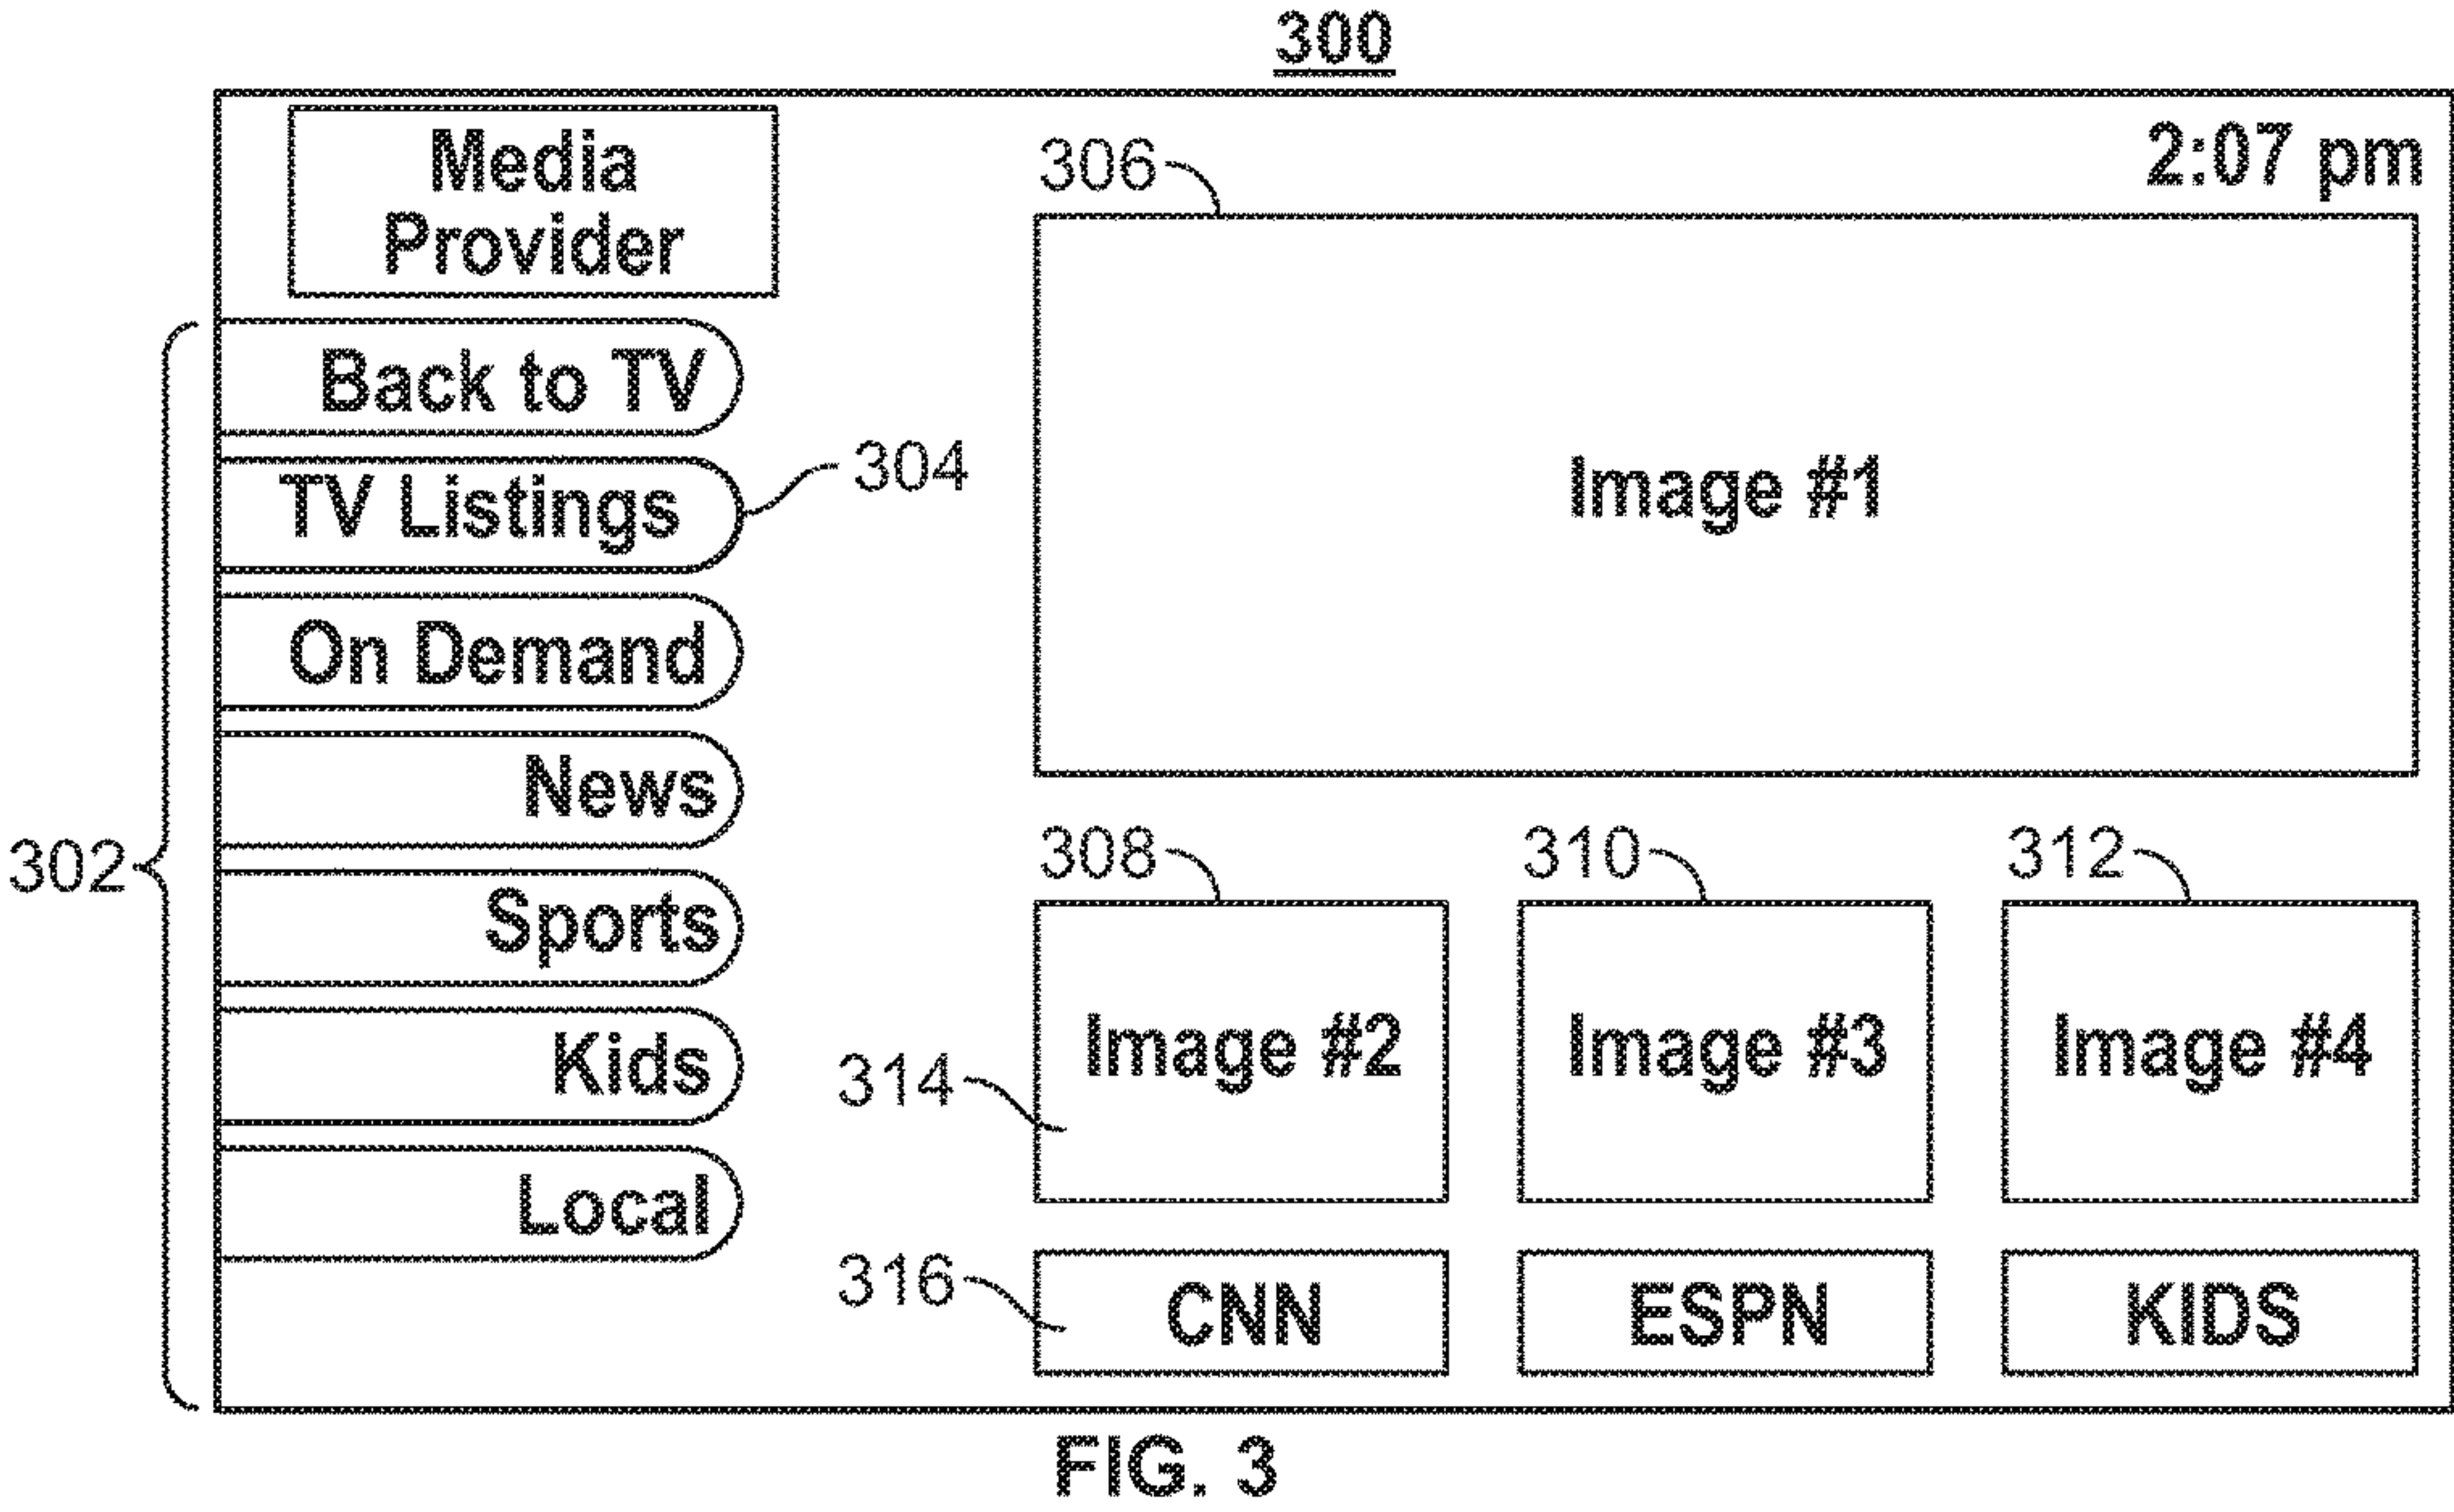 300
Media
Provider
2:07 pm
306
Back to TV
304
TV Listings
Image #1
On Demand
News
302
308
310
312
Sports
Image #2
Image #3
Image #4
Kids
314
Local
316
CNN
ESPN
KIDS
FIG. 3